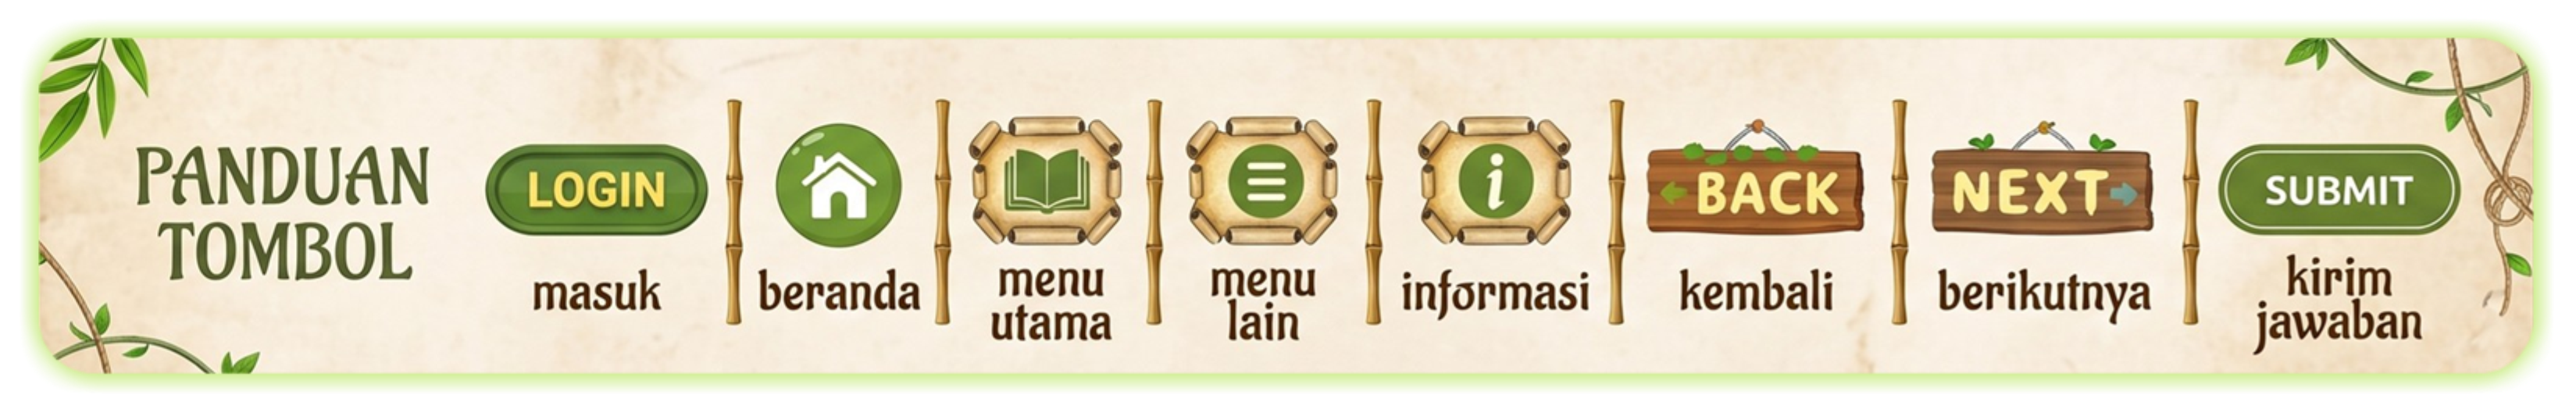 PANDUAN
TOMBOL
LOGIN
masuk
beranda
menu
utama
menu
lain
i
informasi
BACK
kembali
NEXT
berikutnya
SUBMIT
kirim
jawaban